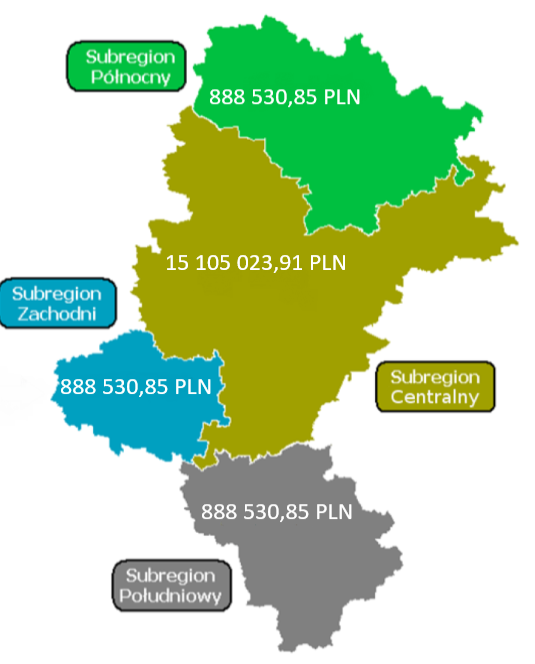 Subregion
Północny
888 530,85 PLN
15 105 023,91 PLN
Subregion
Zachodni
888 530,85 PLN
Subregion
Centralny
888 530,85 PLN
Subregion
Południowy